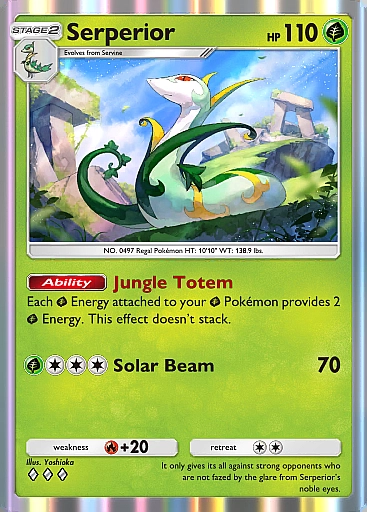 STAGE2
Serperior
HP 110
Evolves from Servine
NO. 0497 Regal Pokémon HT: 10'10" WT: 138.9 lbs.
Ability Jungle Totem
Each Energy attached to your Pokémon provides 2
Energy. This effect doesn't stack.
Solar Beam 70
weakness +20 retreat
Illus. Yoshioka
It only gives its all against strong opponents who
are not fazed by the glare from Serperior's
noble eyes.